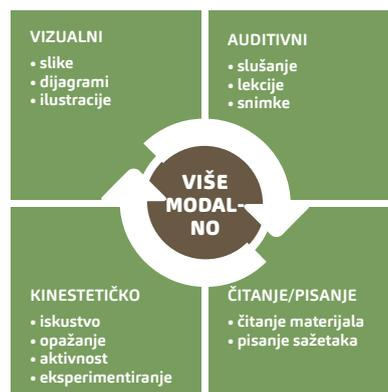 VIZUALNI
• slike
• dijagrami
• ilustracije
AUDITIVNI
• slušanje
• lekcije
• snimke
VIŠE
MODAL-
NO
KINESTETIČKO
• iskustvo
• opažanje
• aktivnost
• eksperimentiranje
ČITANJE/PISANJE
• čitanje materijala
• pisanje sažetaka